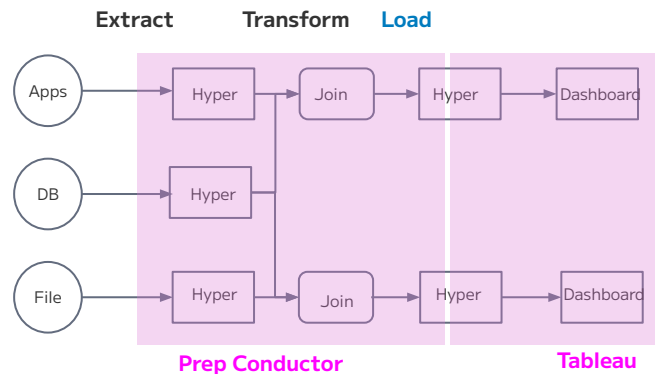 Extract Transform Load
Apps Hyper Join Hyper Dashboard
DB Hyper
File Hyper Join Hyper Dashboard
Prep Conductor Tableau